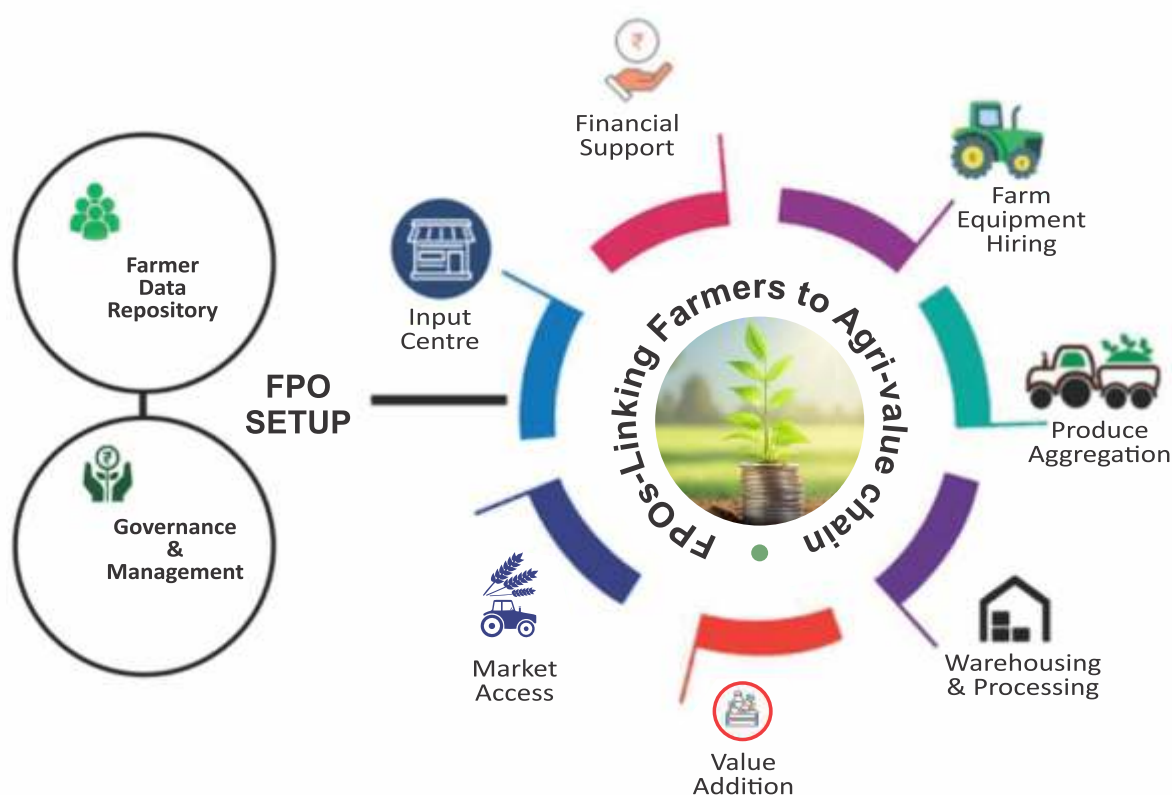 Farmer
Data
Repository
Governance
&
Management
FPO
SETUP
₹
Financial
Support
Farm
Equipment
Hiring
Input
Centre
Produce
Aggregation
FPOs-Linking Farmers to Agri-value chain
Market
Access
Warehousing
& Processing
Value
Addition
₹